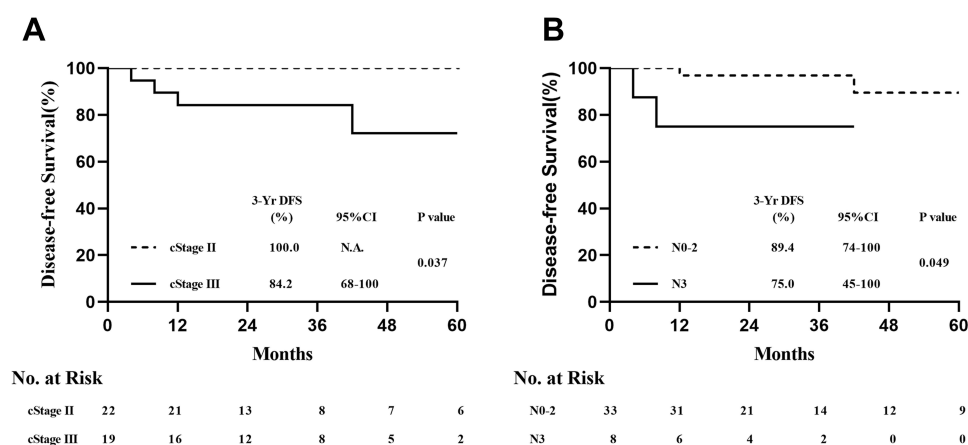 A
Disease-free Survival(%)
100
80
60
40
20
0
3-Yr DFS
(%) 95%CI P value
cStage II 100.0 N.A.
0.037
cStage III 84.2 68-100
0 12 24 36 48 60
Months
No. at Risk
cStage II 22 21 13 8 7 6
cStage III 19 16 12 8 5 2
B
Disease-free Survival(%)
100
80
60
40
20
0
3-Yr DFS
(%) 95%CI P value
N0-2 89.4 74-100
0.049
N3 75.0 45-100
0 12 24 36 48 60
Months
No. at Risk
N0-2 33 31 21 14 12 9
N3 8 6 4 2 0 0